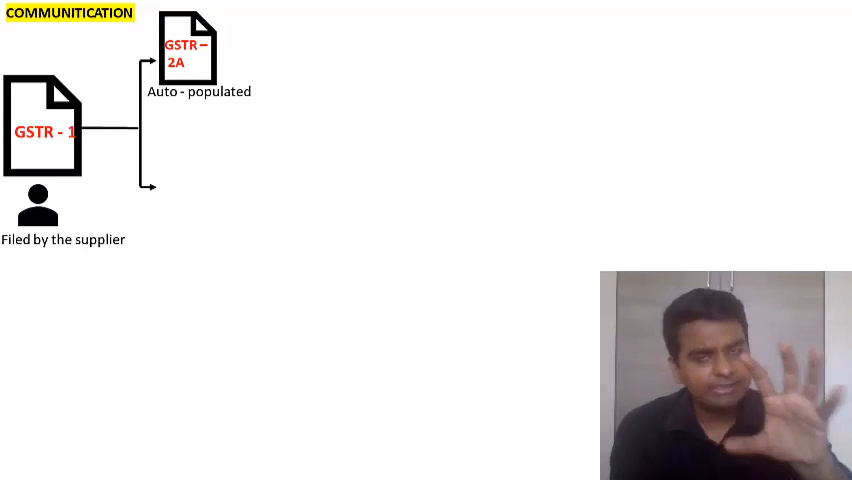 COMMUNITICATION
GSTR –
2A
Auto - populated
GSTR - 1
Filed by the supplier